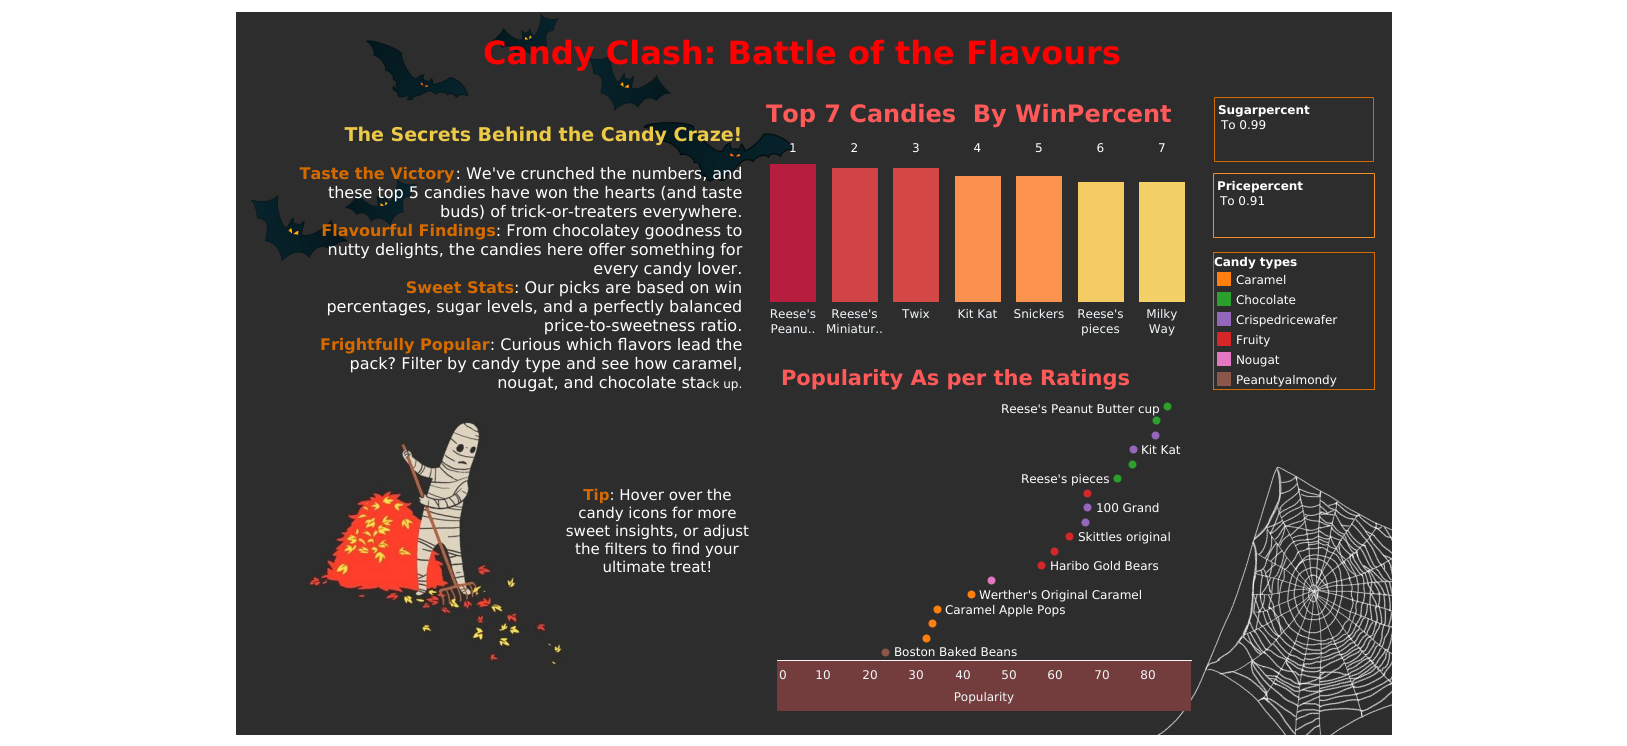 Candy Clash: Battle of the Flavours
The Secrets Behind the Candy Craze!
Taste the Victory: We've crunched the numbers, and
these top 5 candies have won the hearts (and taste
buds) of trick-or-treaters everywhere.
Flavourful Findings: From chocolatey goodness to
nutty delights, the candies here offer something for
every candy lover.
Sweet Stats: Our picks are based on win
percentages, sugar levels, and a perfectly balanced
price-to-sweetness ratio.
Frightfully Popular: Curious which flavors lead the
pack? Filter by candy type and see how caramel,
nougat, and chocolate stack up.
Tip: Hover over the
candy icons for more
sweet insights, or adjust
the filters to find your
ultimate treat!
Top 7 Candies  By WinPercent
1 2 3 4 5 6 7
Reese's Reese's Twix Kit Kat Snickers Reese's Milky
Peanu.. Miniatur.. pieces Way
Popularity As per the Ratings
Reese's Peanut Butter cup
Kit Kat
Reese's pieces
100 Grand
Skittles original
Haribo Gold Bears
Werther's Original Caramel
Caramel Apple Pops
Boston Baked Beans
0 10 20 30 40 50 60 70 80
Popularity
Sugarpercent
To 0.99
Pricepercent
To 0.91
Candy types
Caramel
Chocolate
Crispedricewafer
Fruity
Nougat
Peanutyalmondy